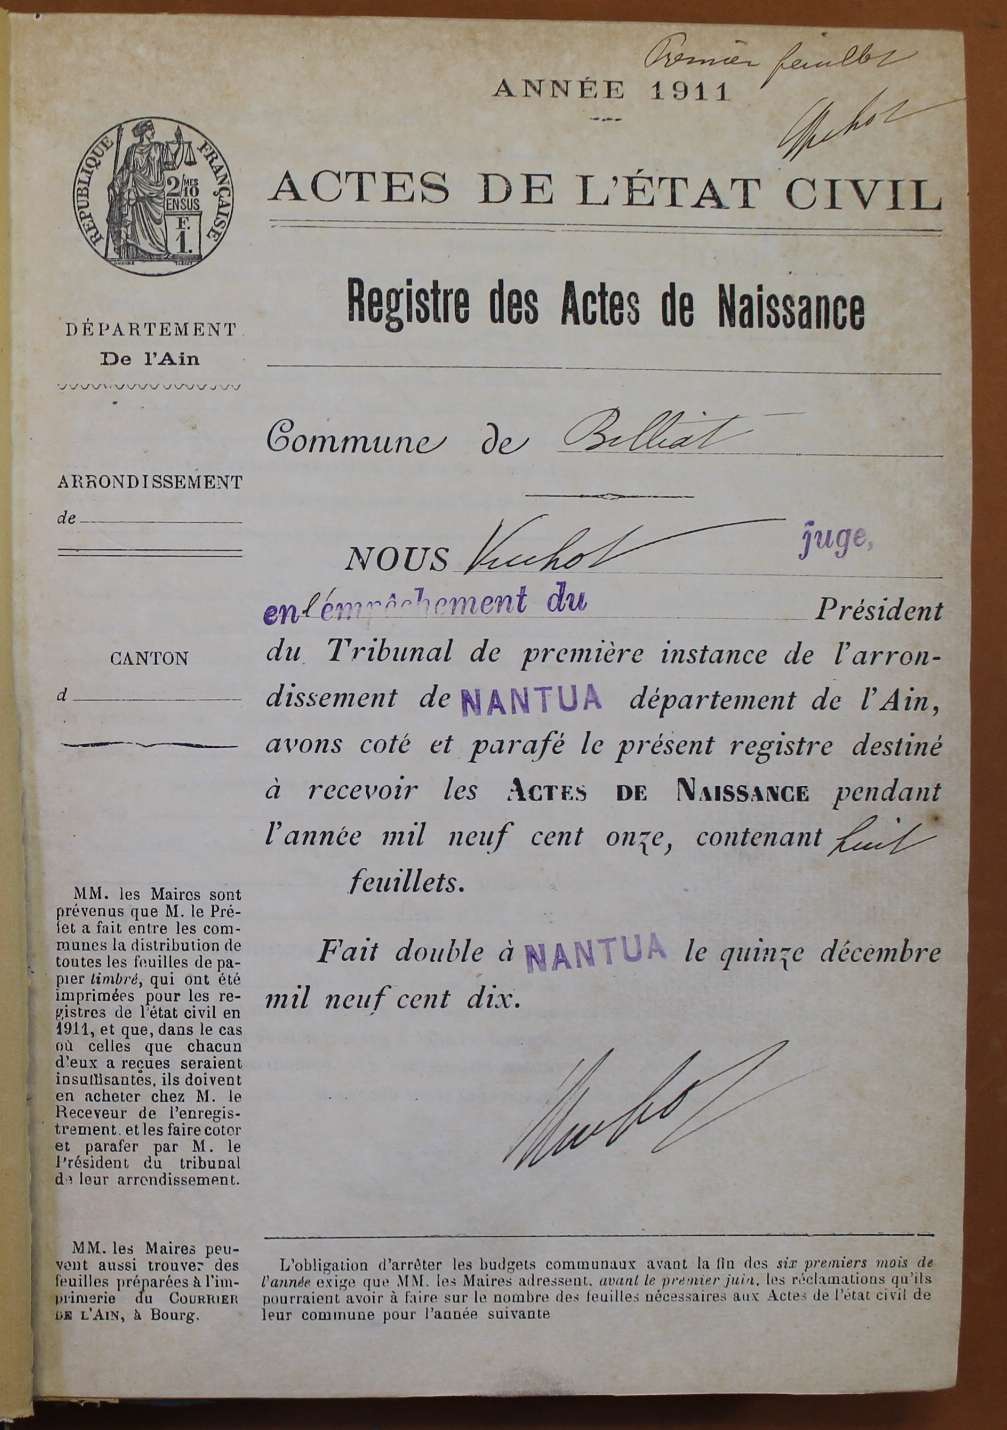 Premier feuillet
ANNÉE 1911
RÉPUBLIQUE FRANÇAISE
2/10 MES
EN SUS
F.
1.
ACTES DE L'ÉTAT CIVIL
Registre des Actes de Naissance
DÉPARTEMENT
De l'Ain
ARRONDISSEMENT
de
CANTON
d
MM. les Maires sont
prévenus que M. le Pré-
fet a fait entre les com-
munes la distribution de
toutes les feuilles de pa-
pier timbré, qui ont été
imprimées pour les re-
gistres de l'état civil en
1911, et que, dans le cas
où celles que chacun
d'eux a reçues seraient
insuffisantes, ils doivent
en acheter chez M. le
Receveur de l'enregis-
trement, et les faire coter
et parafer par M. le
Président du tribunal
de leur arrondissement.
MM. les Maires peu-
vent aussi trouver des
feuilles préparées à l'im-
primerie du COURRIER
DE L'AIN, à Bourg.
Commune de Billiat
NOUS Vuchot juge,
en l'empêchement du Président
du Tribunal de première instance de l'arron-
dissement de NANTUA département de l'Ain,
avons coté et parafé le présent registre destiné
à recevoir les ACTES DE NAISSANCE pendant
l'année mil neuf cent onze, contenant huit
feuillets.
Fait double à NANTUA le quinze décembre
mil neuf cent dix.
Vuchot
L'obligation d'arrêter les budgets communaux avant la fin des six premiers mois de
l'année exige que MM. les Maires adressent, avant le premier juin, les réclamations qu'ils
pourraient avoir à faire sur le nombre des feuilles nécessaires aux Actes de l'état civil de
leur commune pour l'année suivante